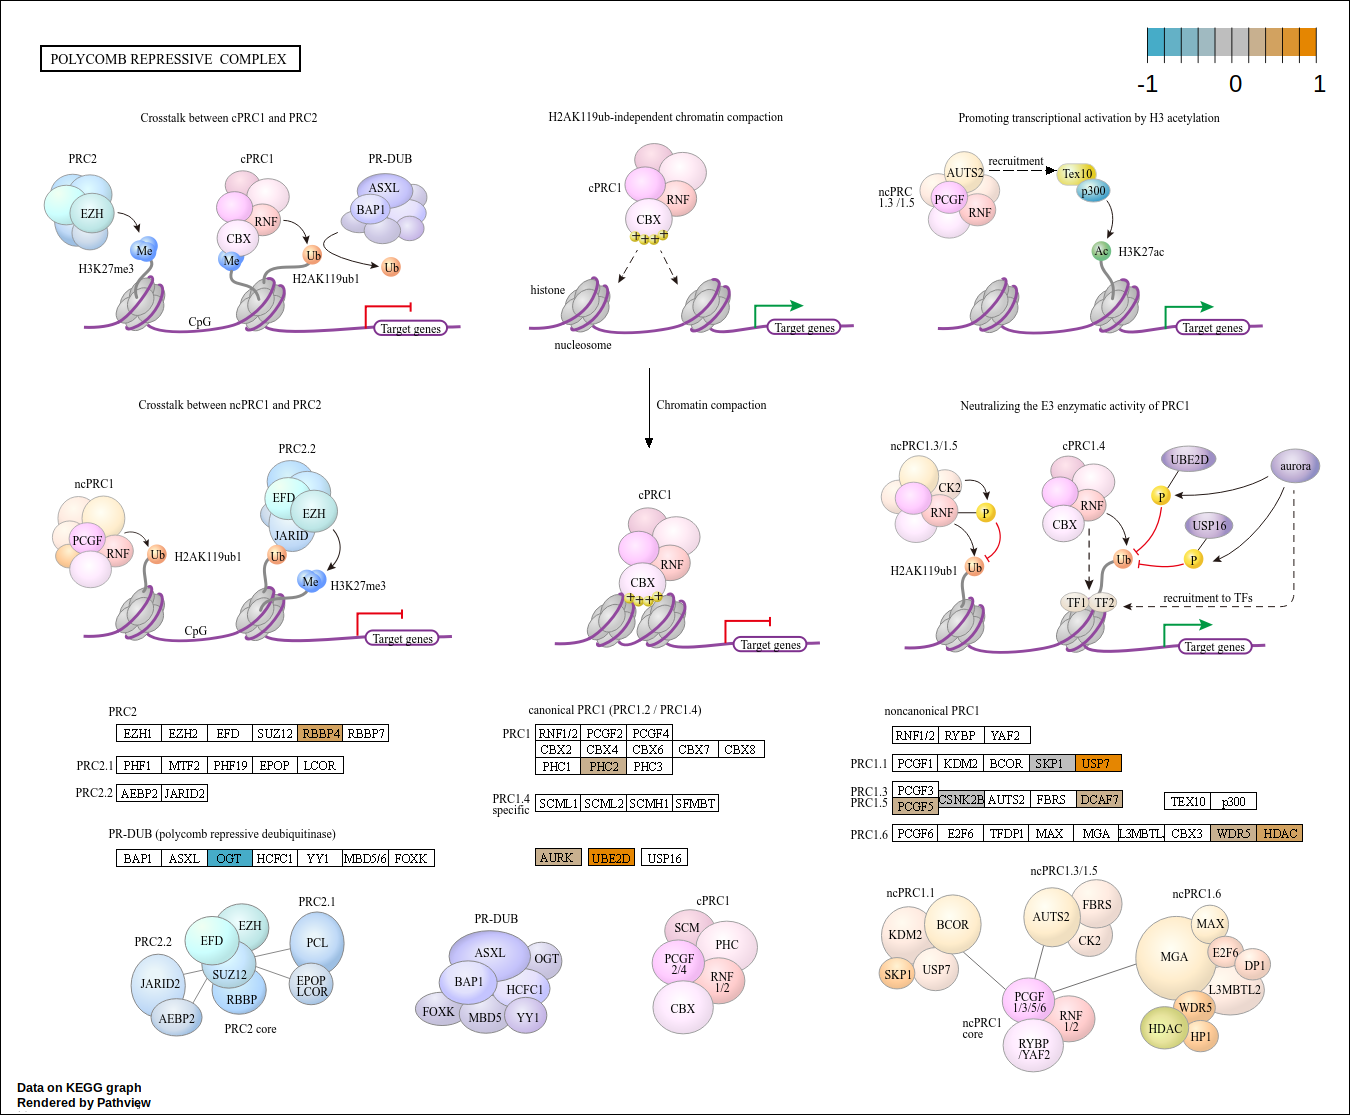 POLYCOMB REPRESSIVE COMPLEX
-1 0 1
Crosstalk between cPRC1 and PRC2
PRC2
cPRC1
PR-DUB
EZH
Me
H3K27me3
RNF
CBX
Me
Ub
H2AK119ub1
ASXL
BAP1
Ub
CpG
Target genes
H2AK119ub-independent chromatin compaction
cPRC1
RNF
CBX
++++
histone
nucleosome
Target genes
Promoting transcriptional activation by H3 acetylation
ncPRC
1.3 /1.5
AUTS2
PCGF
RNF
recruitment
Tex10
p300
Ac
H3K27ac
Target genes
Crosstalk between ncPRC1 and PRC2
ncPRC1
PCGF
RNF
Ub
H2AK119ub1
PRC2.2
EFD
EZH
JARID
Ub
Me
H3K27me3
CpG
Target genes
Chromatin compaction
cPRC1
RNF
CBX
++++
Target genes
Neutralizing the E3 enzymatic activity of PRC1
ncPRC1.3/1.5
CK2
RNF
P
H2AK119ub1
Ub
cPRC1.4
RNF
CBX
UBE2D
P
aurora
USP16
P
Ub
TF1
TF2
recruitment to TFs
Target genes
PRC2
EZH1 EZH2 EFD SUZ12 RBBP4 RBBP7
PRC2.1 PHF1 MTF2 PHF19 EPOP LCOR
PRC2.2 AEBP2 JARID2
PR-DUB (polycomb repressive deubiquitinase)
BAP1 ASXL OGT HCFC1 YY1 MBD5/6 FOXK
canonical PRC1 (PRC1.2 / PRC1.4)
PRC1 RNF1/2 PCGF2 PCGF4
CBX2 CBX4 CBX6 CBX7 CBX8
PHC1 PHC2 PHC3
PRC1.4
specific
SCML1 SCML2 SCMH1 SFMBT
AURK UBE2D USP16
noncanonical PRC1
RNF1/2 RYBP YAF2
PRC1.1 PCGF1 KDM2 BCOR SKP1 USP7
PRC1.3 PCGF3
PRC1.5 PCGF5 CSNK2B AUTS2 FBRS DCAF7
TEX10 p300
PRC1.6 PCGF6 E2F6 TFDP1 MAX MGA L3MBTL CBX3 WDR5 HDAC
PRC2.1
PRC2.2
EZH
EFD
PCL
SUZ12
JARID2
RBBP
EPOP
LCOR
AEBP2
PRC2 core
PR-DUB
ASXL
OGT
BAP1
HCFC1
FOXK
MBD5
YY1
cPRC1
SCM
PHC
PCGF
2/4
RNF
1/2
CBX
ncPRC1.1
BCOR
KDM2
SKP1
USP7
ncPRC1.3/1.5
AUTS2
FBRS
CK2
ncPRC1.6
MAX
MGA
E2F6
DP1
L3MBTL2
WDR5
HDAC
HP1
PCGF
1/3/5/6
RNF
1/2
ncPRC1
core
RYBP
/YAF2
Data on KEGG graph
Rendered by Pathview